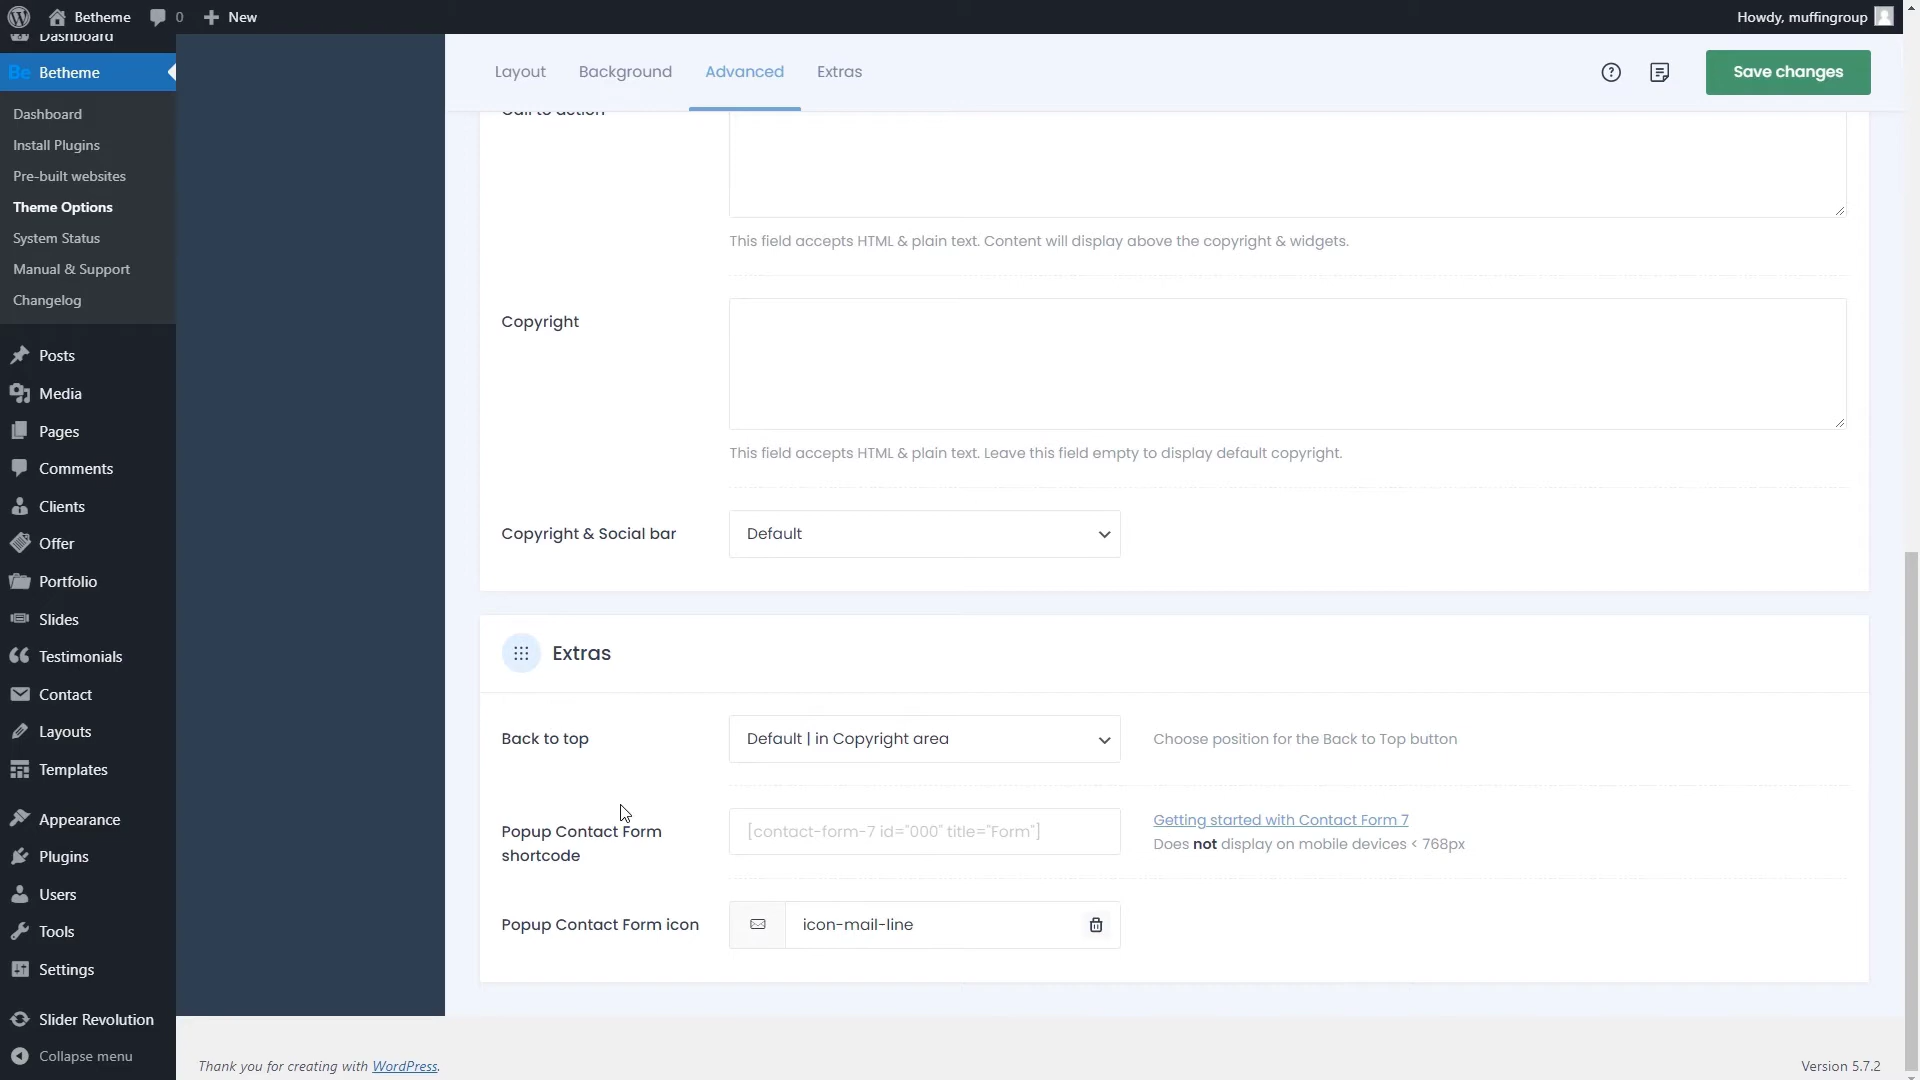 Betheme
0
New
Howdy, muffingroup
Dashboard
Be Betheme
Dashboard
Install Plugins
Pre-built websites
Theme Options
System Status
Manual & Support
Changelog
Posts
Media
Pages
Comments
Clients
Offer
Portfolio
Slides
Testimonials
Contact
Layouts
Templates
Appearance
Plugins
Users
Tools
Settings
Slider Revolution
Collapse menu
Layout
Background
Advanced
Extras
Save changes
Call to action
This field accepts HTML & plain text. Content will display above the copyright & widgets.
Copyright
This field accepts HTML & plain text. Leave this field empty to display default copyright.
Copyright & Social bar
Default
Extras
Back to top
Default | in Copyright area
Choose position for the Back to Top button
Popup Contact Form
shortcode
[contact-form-7 id="000" title="Form"]
Getting started with Contact Form 7
Does not display on mobile devices < 768px
Popup Contact Form icon
icon-mail-line
Thank you for creating with WordPress.
Version 5.7.2